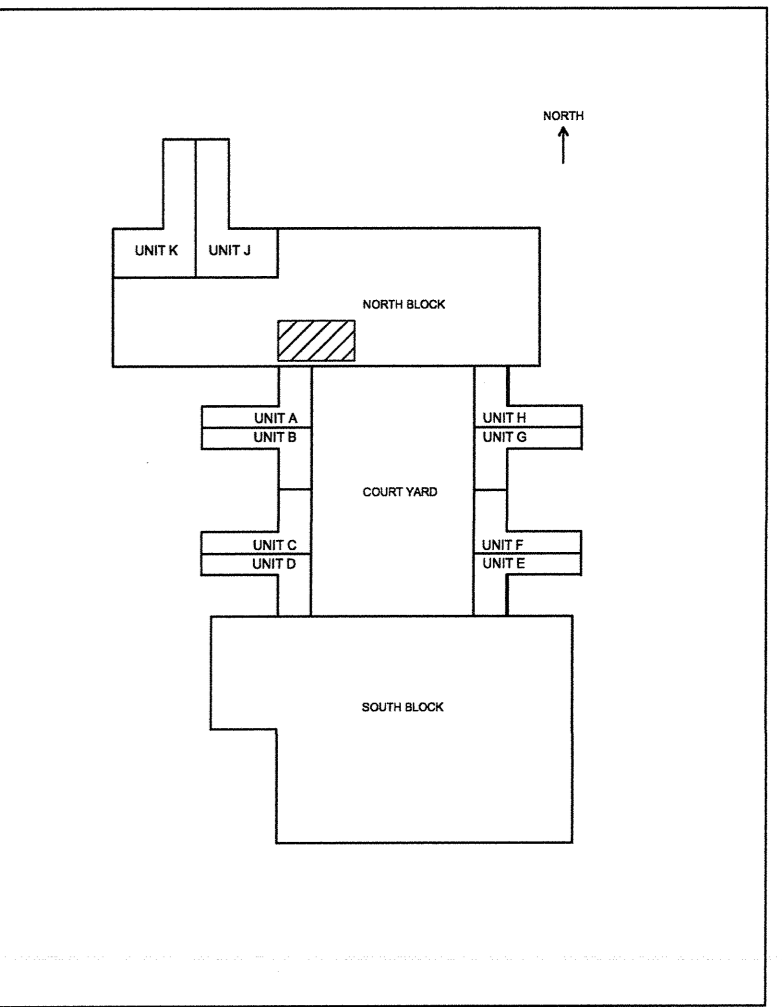 NORTH
UNIT K UNIT J
NORTH BLOCK
UNIT A UNIT H
UNIT B UNIT G
COURT YARD
UNIT C UNIT F
UNIT D UNIT E
SOUTH BLOCK